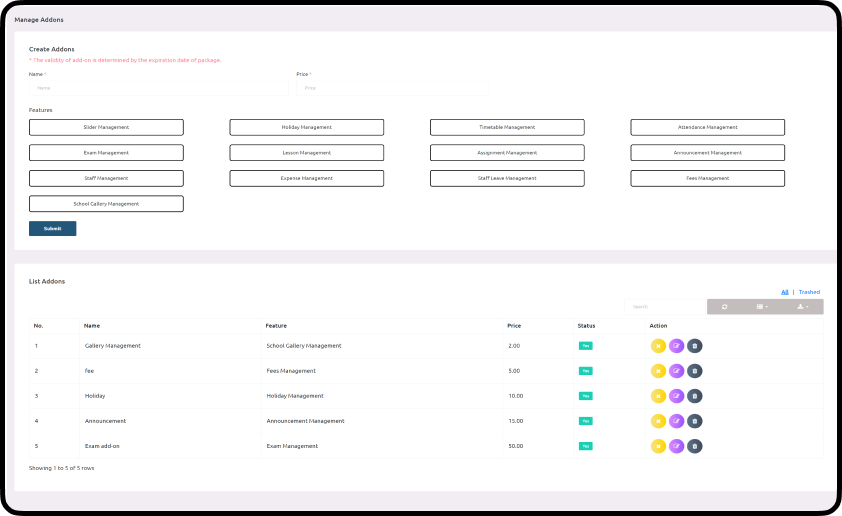 Manage Addons
Create Addons
* The validity of add-on is determined by the expiration date of package.
Name * Price *
Name Price
Features
Slider Management Holiday Management Timetable Management Attendance Management
Exam Management Lesson Management Assignment Management Announcement Management
Staff Management Expense Management Staff Leave Management Fees Management
School Gallery Management
Submit
List Addons
All | Trashed
Search
No. Name Feature Price Status Action
1 Gallery Management School Gallery Management 2.00 Yes
2 fee Fees Management 5.00 Yes
3 Holiday Holiday Management 10.00 Yes
4 Announcement Announcement Management 15.00 Yes
5 Exam add-on Exam Management 50.00 Yes
Showing 1 to 5 of 5 rows